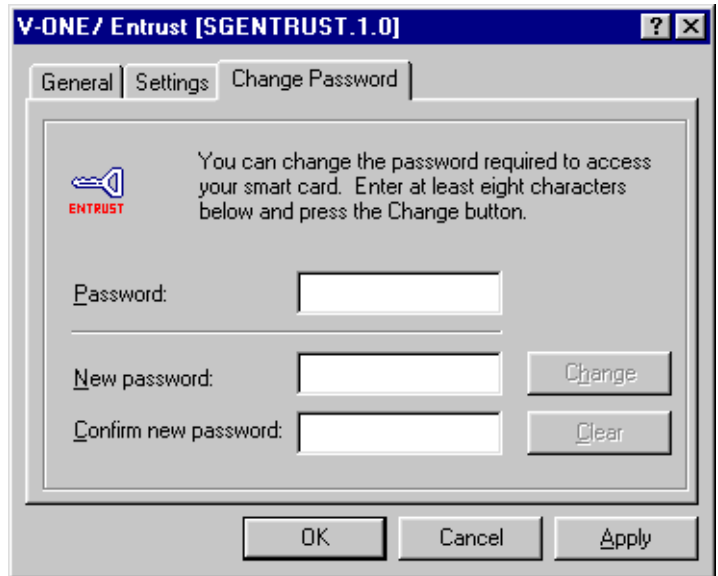 V-ONE/ Entrust [SGENTRUST.1.0]
General Settings Change Password
You can change the password required to access
your smart card. Enter at least eight characters
below and press the Change button.
ENTRUST
Password:
New password:
Change
Confirm new password:
Clear
OK Cancel Apply